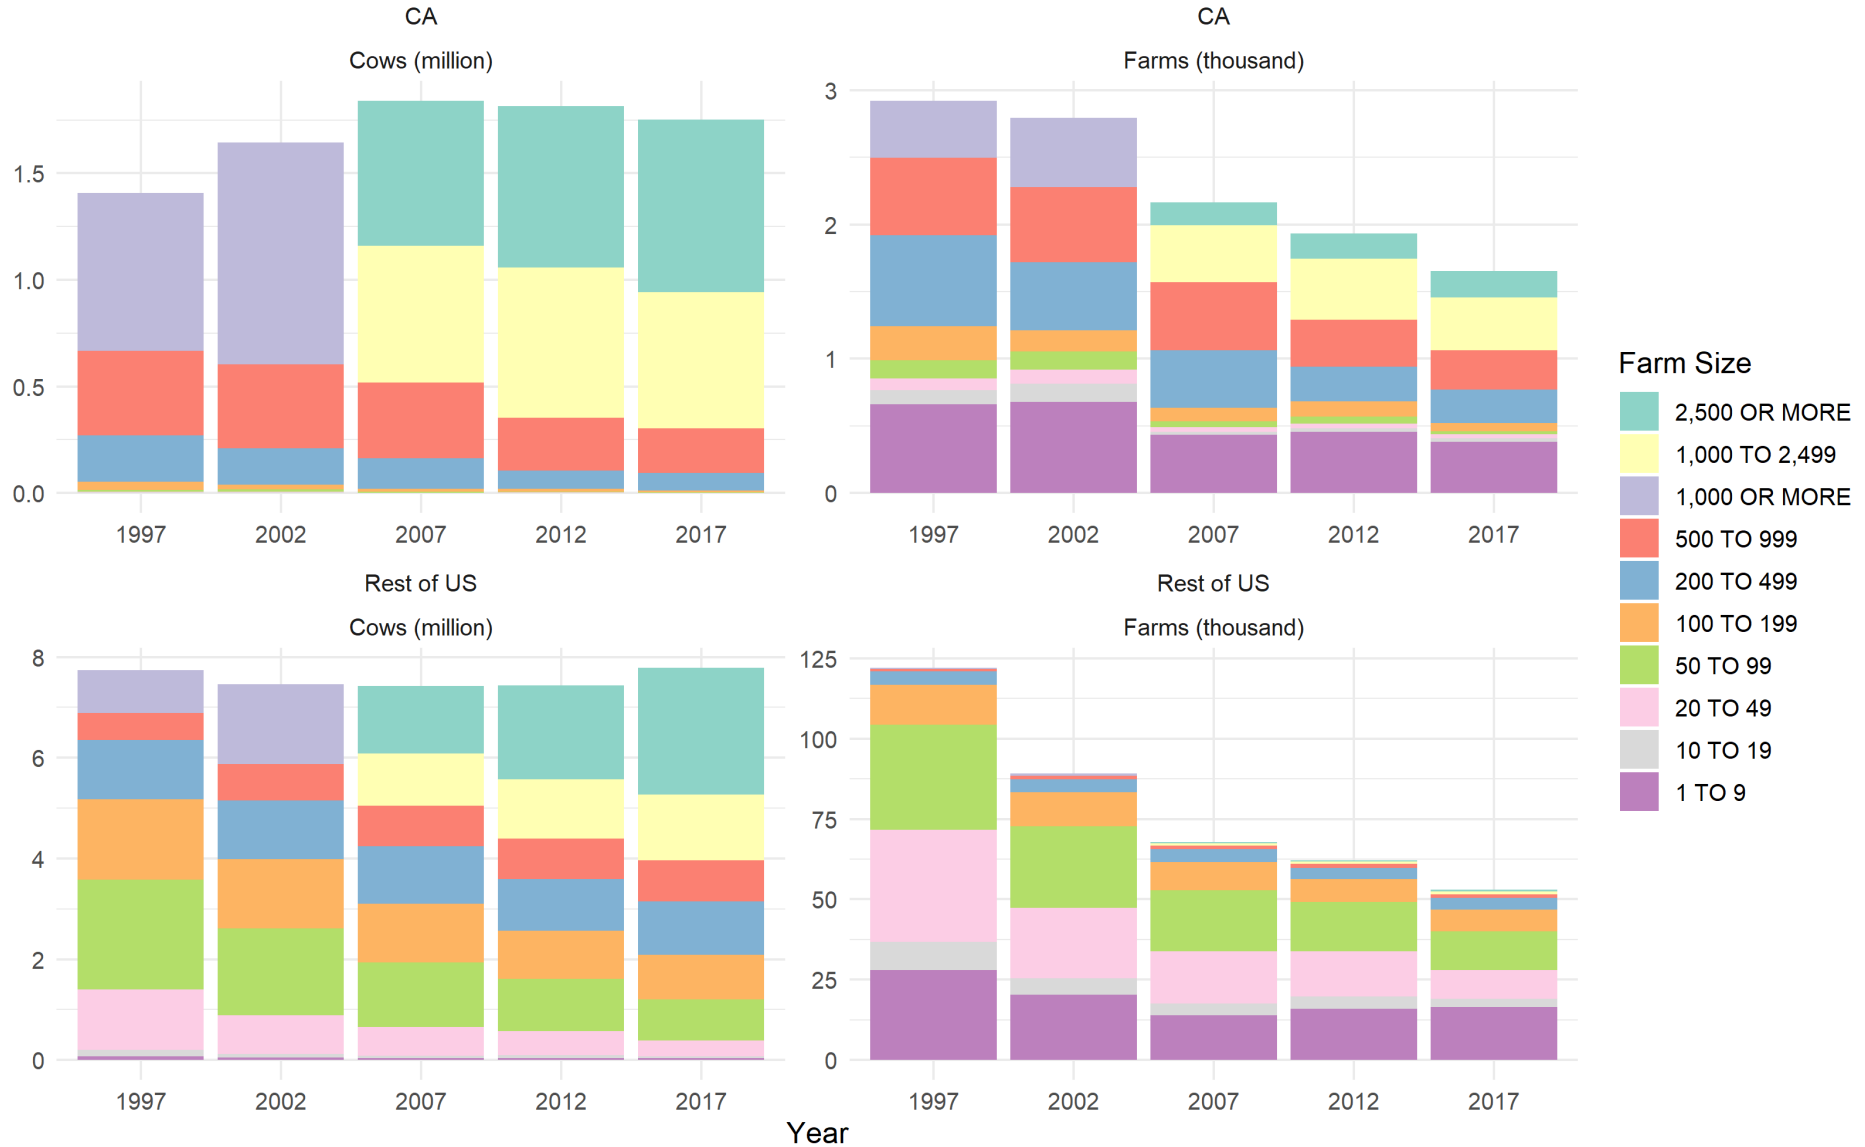 CA
Cows (million)
1.5
1.0
0.5
0.0
1997 2002 2007 2012 2017
CA
Farms (thousand)
3
2
1
0
1997 2002 2007 2012 2017
Rest of US
Cows (million)
8
6
4
2
0
1997 2002 2007 2012 2017
Rest of US
Farms (thousand)
125
100
75
50
25
0
1997 2002 2007 2012 2017
Year
Farm Size
2,500 OR MORE
1,000 TO 2,499
1,000 OR MORE
500 TO 999
200 TO 499
100 TO 199
50 TO 99
20 TO 49
10 TO 19
1 TO 9